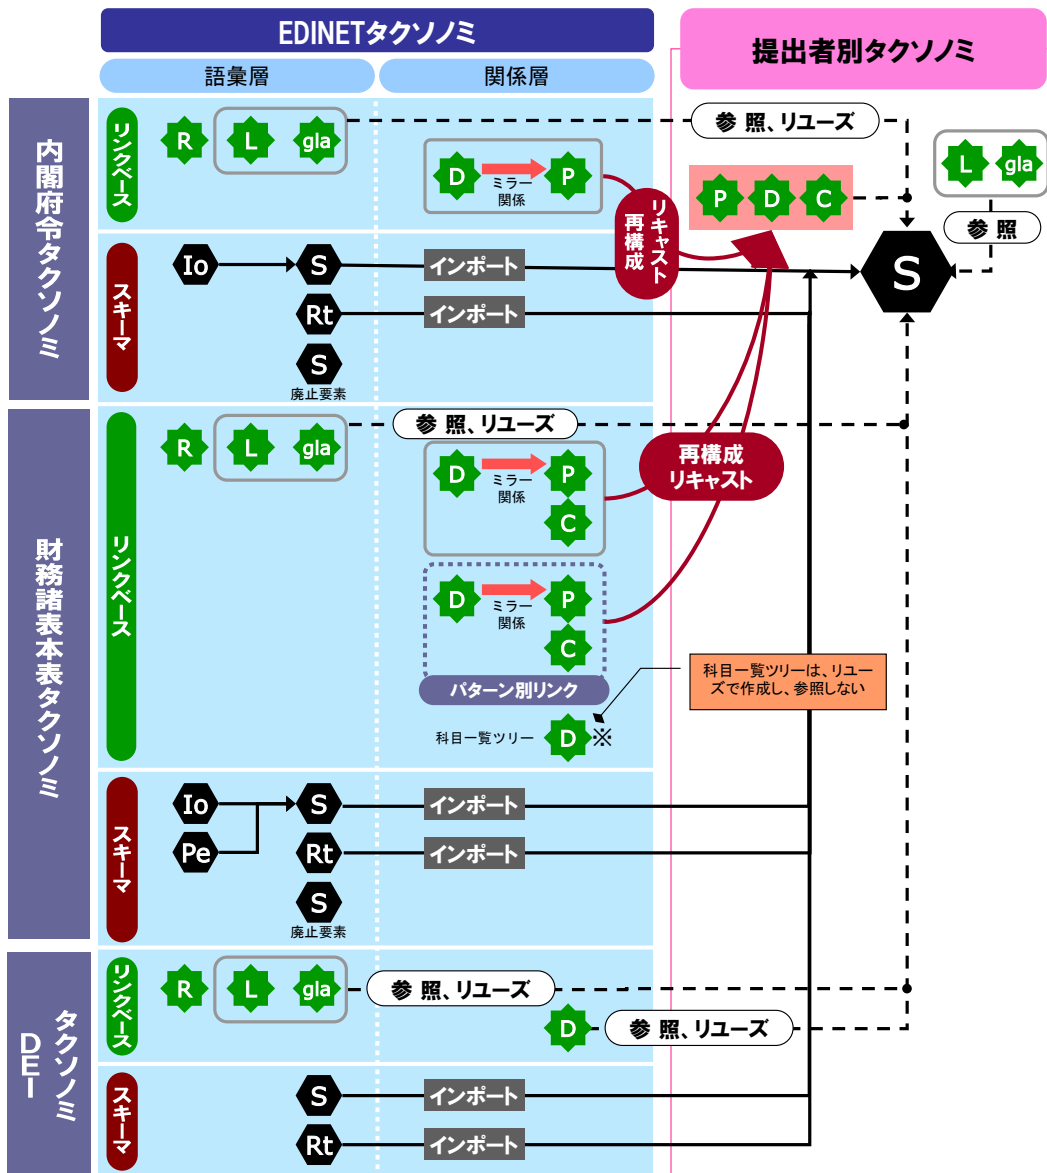 EDINETタクソノミ
提出者別タクソノミ
語彙層
関係層
内閣府令タクソノミ
リンクベース
R
L
gla
D
ミラー
関係
P
参照、リユーズ
再構成
リキャスト
P
D
C
L
gla
参照
S
スキーマ
Io
S
インポート
Rt
インポート
S
廃止要素
財務諸表本表タクソノミ
リンクベース
R
L
gla
参照、リユーズ
D
ミラー
関係
P
C
再構成
リキャスト
D
ミラー
関係
P
C
パターン別リンク
科目一覧ツリー
D
※
科目一覧ツリーは、リユー
ズで作成し、参照しない
スキーマ
Io
S
インポート
Pe
Rt
インポート
S
廃止要素
DEI
タクソノミ
リンクベース
R
L
gla
参照、リユーズ
D
参照、リユーズ
スキーマ
S
インポート
Rt
インポート